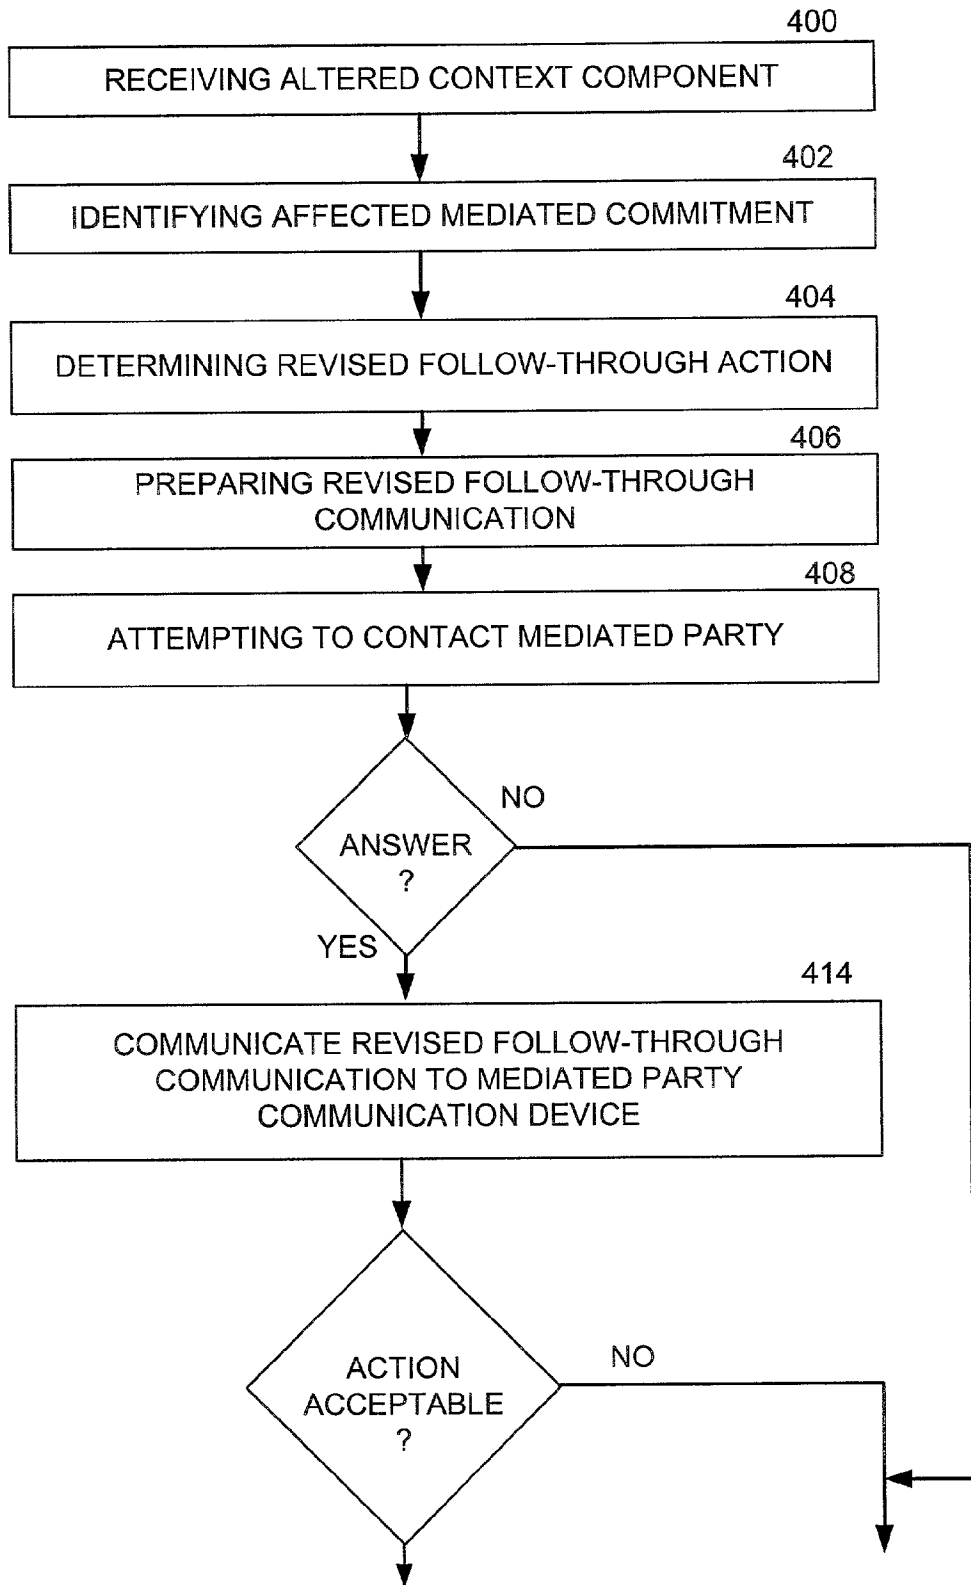 400
RECEIVING ALTERED CONTEXT COMPONENT
402
IDENTIFYING AFFECTED MEDIATED COMMITMENT
404
DETERMINING REVISED FOLLOW-THROUGH ACTION
406
PREPARING REVISED FOLLOW-THROUGH
COMMUNICATION
408
ATTEMPTING TO CONTACT MEDIATED PARTY
NO
ANSWER
?
YES
414
COMMUNICATE REVISED FOLLOW-THROUGH
COMMUNICATION TO MEDIATED PARTY
COMMUNICATION DEVICE
NO
ACTION
ACCEPTABLE
?